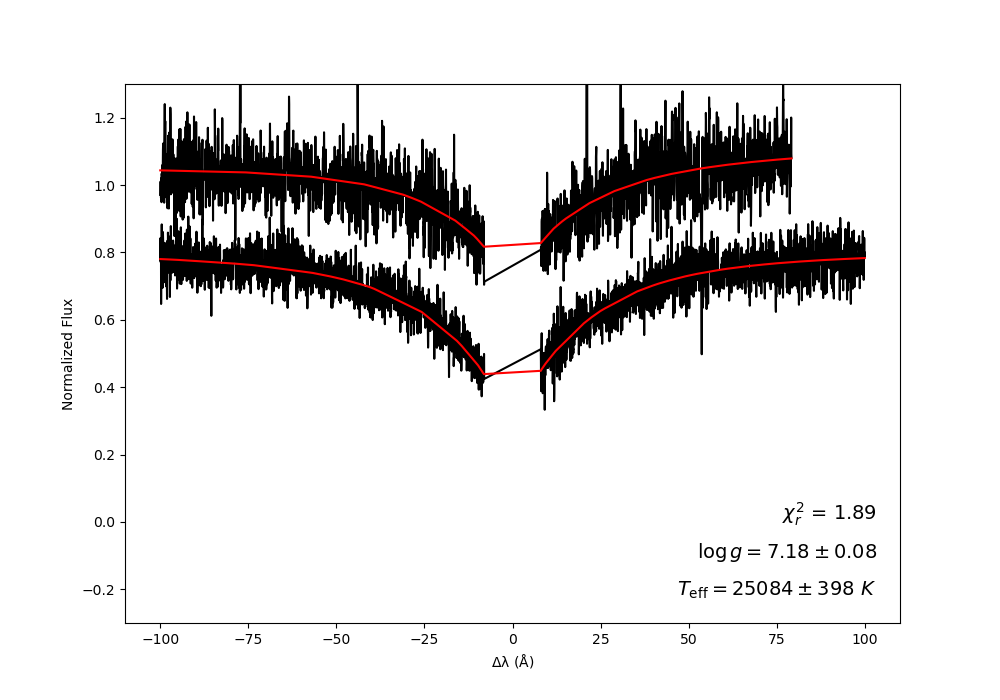 1.2
1.0
0.8
0.6
0.4
0.2
0.0
−0.2
Normalized Flux
χ²ᵣ = 1.89
log g = 7.18 ± 0.08
T_eff = 25084 ± 398 K
−100 −75 −50 −25 0 25 50 75 100
Δλ (Å)